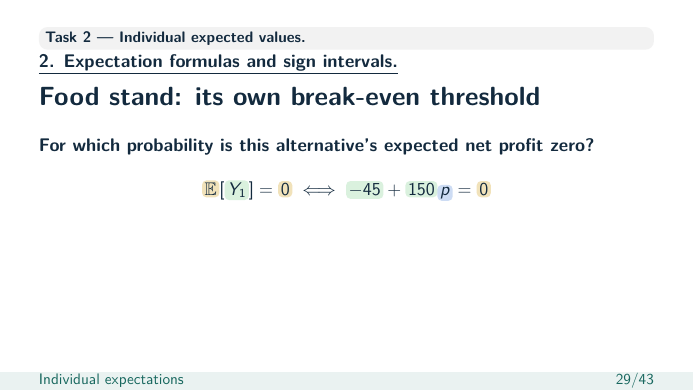 Task 2 — Individual expected values.
2. Expectation formulas and sign intervals.
Food stand: its own break-even threshold
For which probability is this alternative's expected net profit zero?
𝔼[Y₁] = 0 ⟺ −45 + 150 p = 0
Individual expectations 29/43